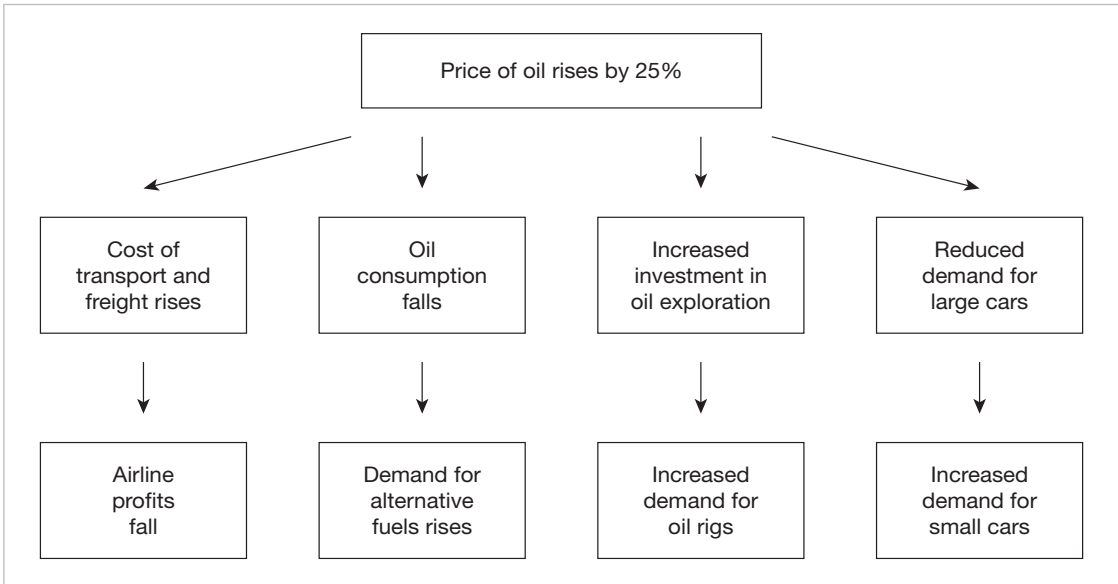 Price of oil rises by 25%
Cost of
transport and
freight rises
Oil
consumption
falls
Increased
investment in
oil exploration
Reduced
demand for
large cars
Airline
profits
fall
Demand for
alternative
fuels rises
Increased
demand for
oil rigs
Increased
demand for
small cars